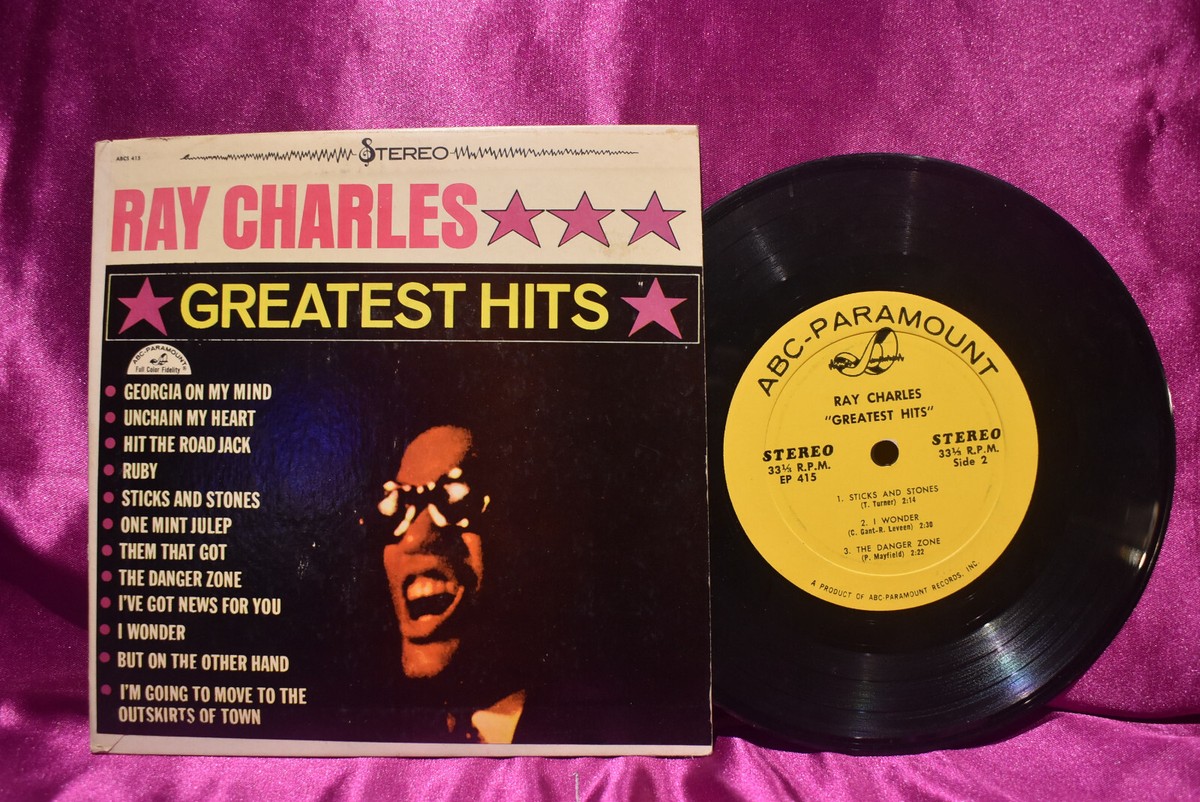 ABCS 415
STEREO
RAY CHARLES
GREATEST HITS
ABC-PARAMOUNT
Full Color Fidelity
GEORGIA ON MY MIND
UNCHAIN MY HEART
HIT THE ROAD JACK
RUBY
STICKS AND STONES
ONE MINT JULEP
THEM THAT GOT
THE DANGER ZONE
I'VE GOT NEWS FOR YOU
I WONDER
BUT ON THE OTHER HAND
I'M GOING TO MOVE TO THE
OUTSKIRTS OF TOWN
ABC-PARAMOUNT
RAY CHARLES
"GREATEST HITS"
STEREO
33⅓ R.P.M.
EP 415
STEREO
33⅓ R.P.M.
Side 2
1. STICKS AND STONES
(T. Turner) 2:14
2. I WONDER
(C. Gant-R. Leveen) 2:30
3. THE DANGER ZONE
(P. Mayfield) 2:22
A PRODUCT OF ABC-PARAMOUNT RECORDS, INC.